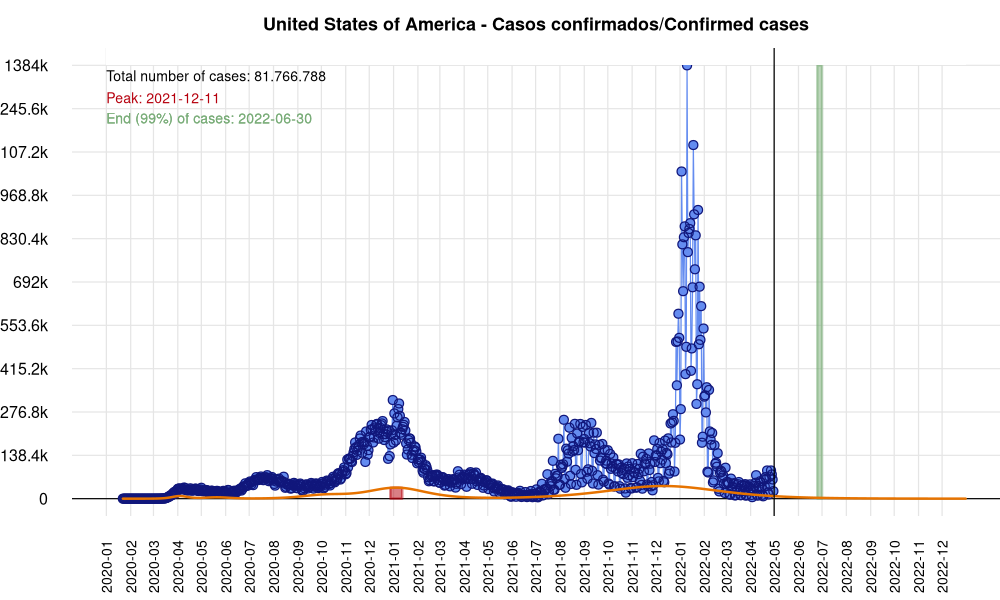 United States of America - Casos confirmados/Confirmed cases
1384k
245.6k
107.2k
968.8k
830.4k
692k
553.6k
415.2k
276.8k
138.4k
0
Total number of cases: 81.766.788
Peak: 2021-12-11
End (99%) of cases: 2022-06-30
2020-01
2020-02
2020-03
2020-04
2020-05
2020-06
2020-07
2020-08
2020-09
2020-10
2020-11
2020-12
2021-01
2021-02
2021-03
2021-04
2021-05
2021-06
2021-07
2021-08
2021-09
2021-10
2021-11
2021-12
2022-01
2022-02
2022-03
2022-04
2022-05
2022-06
2022-07
2022-08
2022-09
2022-10
2022-11
2022-12